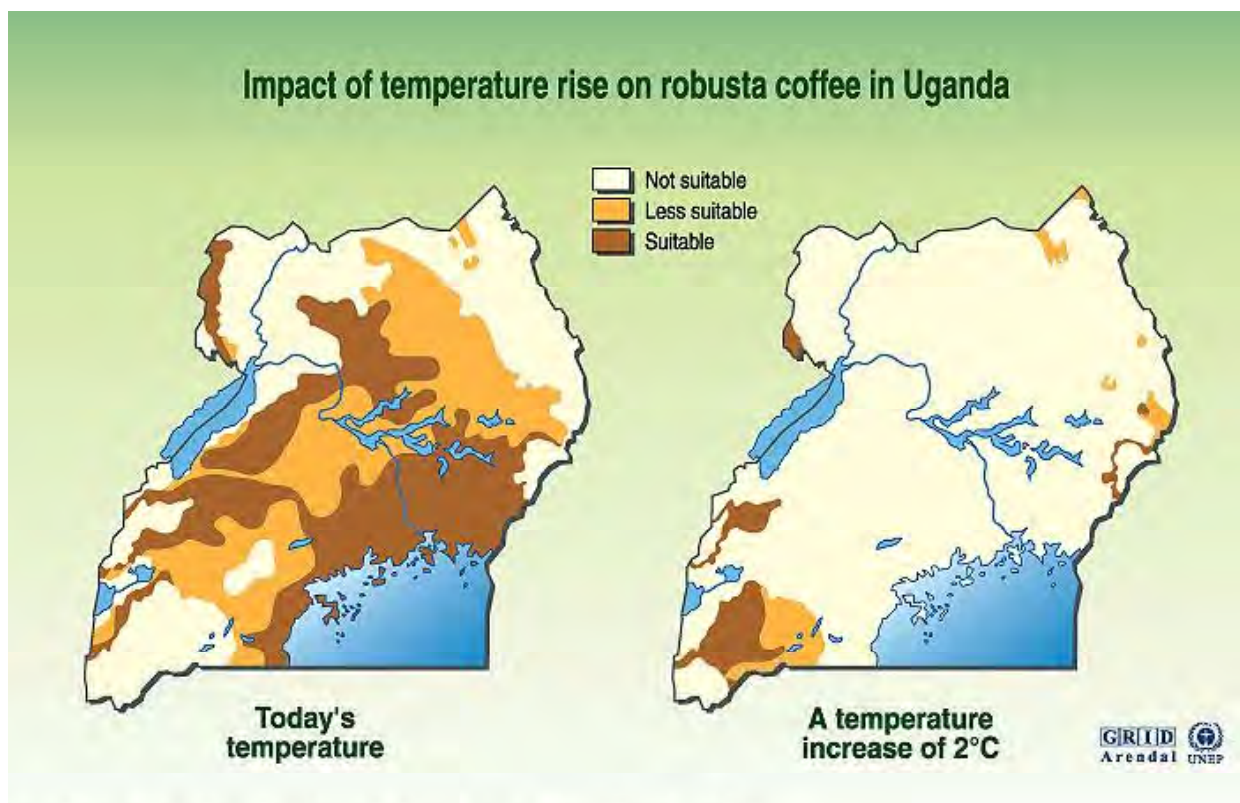 Impact of temperature rise on robusta coffee in Uganda
Not suitable
Less suitable
Suitable
Today's
temperature
A temperature
increase of 2°C
GRID
Arendal
UNEP